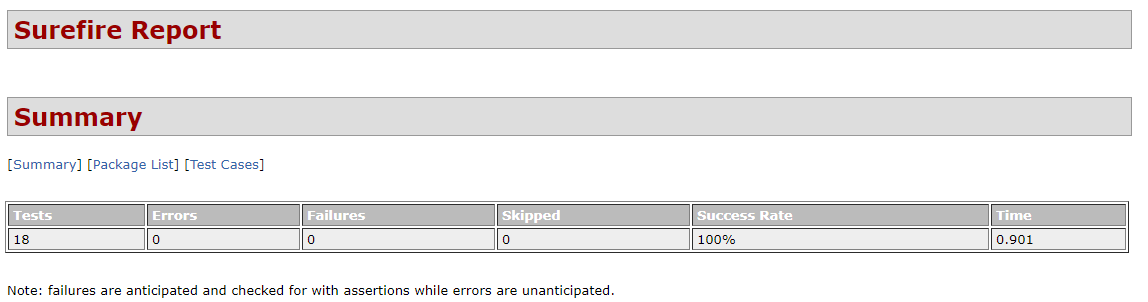 Surefire Report
Summary
[Summary] [Package List] [Test Cases]
Tests Errors Failures Skipped Success Rate Time
18 0 0 0 100% 0.901
Note: failures are anticipated and checked for with assertions while errors are unanticipated.